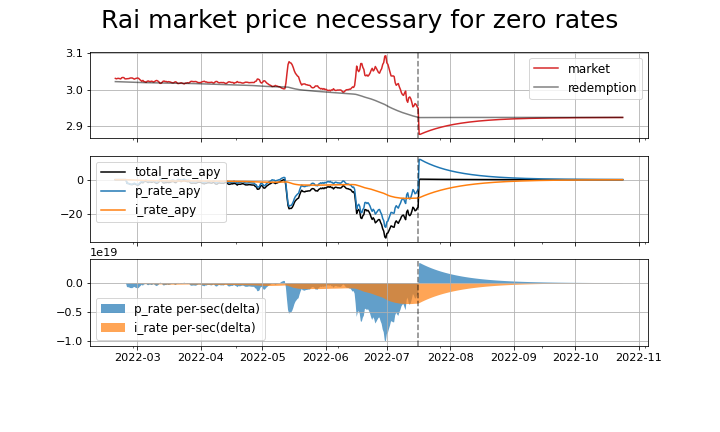 Rai market price necessary for zero rates
3.1
3.0
2.9
market
redemption
0
−20
total_rate_apy
p_rate_apy
i_rate_apy
1e19
0.0
−0.5
−1.0
p_rate per-sec(delta)
i_rate per-sec(delta)
2022-03 2022-04 2022-05 2022-06 2022-07 2022-08 2022-09 2022-10 2022-11